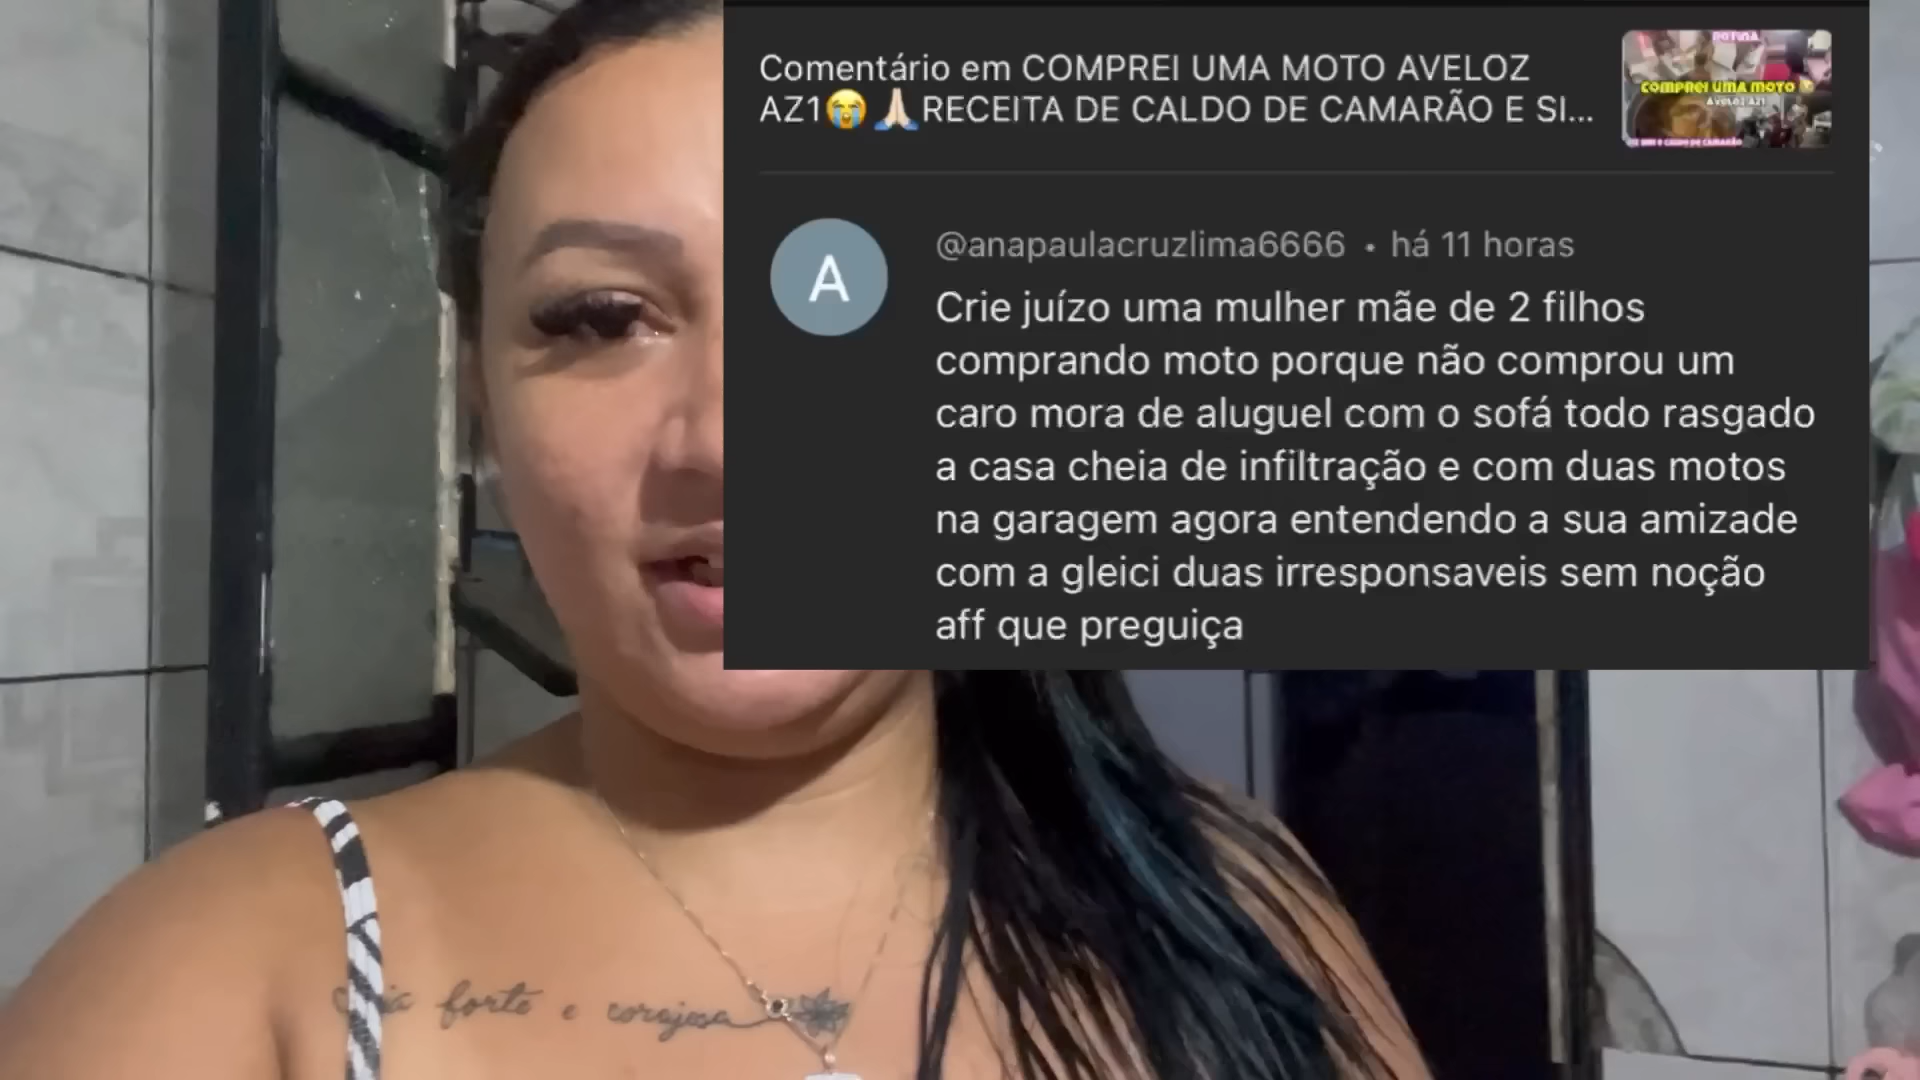 Comentário em COMPREI UMA MOTO AVELOZ
AZ1😭🙏🏻RECEITA DE CALDO DE CAMARÃO E SI...
COMPREI UMA MOTO
AVELOZ AZ1
@anapaulacruzlima6666 • há 11 horas
A
Crie juízo uma mulher mãe de 2 filhos
comprando moto porque não comprou um
caro mora de aluguel com o sofá todo rasgado
a casa cheia de infiltração e com duas motos
na garagem agora entendendo a sua amizade
com a gleici duas irresponsaveis sem noção
aff que preguiça
forte e corajosa